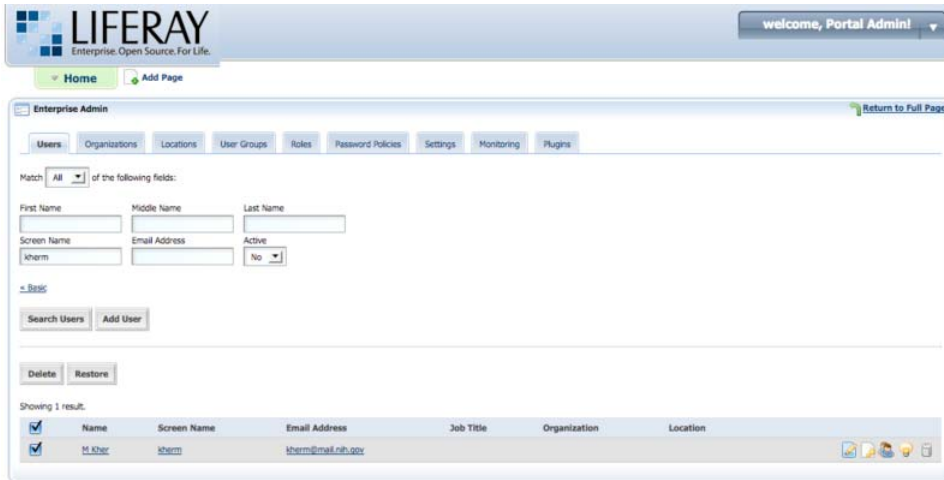 LIFERAY
Enterprise. Open Source. For Life.
welcome, Portal Admin!
Home Add Page
Enterprise Admin Return to Full Page
Users Organizations Locations User Groups Roles Password Policies Settings Monitoring Plugins
Match All of the following fields:
First Name Middle Name Last Name
Screen Name Email Address Active
kherm No
« Basic
Search Users Add User
Delete Restore
Showing 1 result.
Name Screen Name Email Address Job Title Organization Location
M Kher kherm kherm@mail.nih.gov